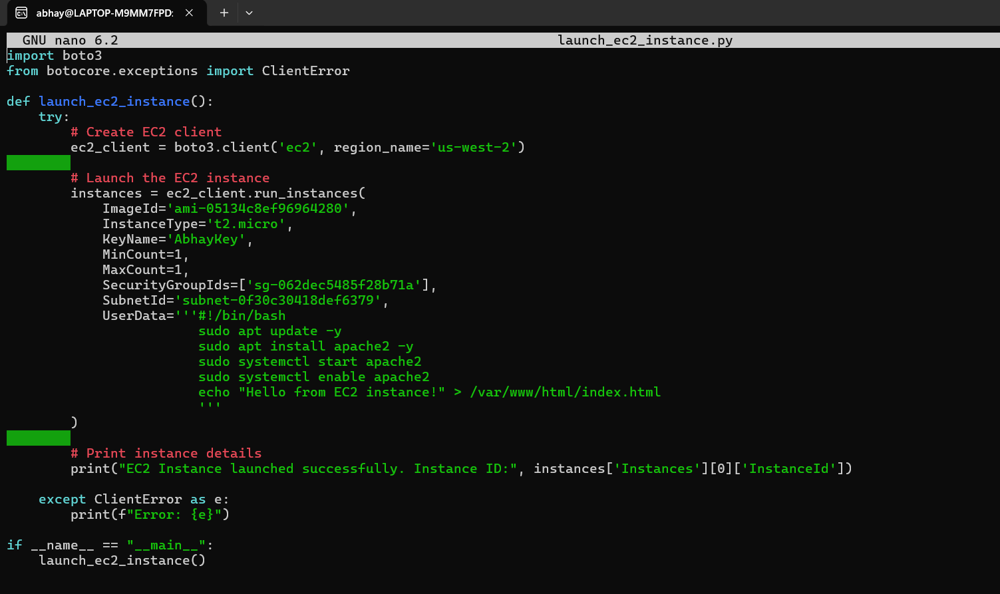 abhay@LAPTOP-M9MM7FPD:
GNU nano 6.2 launch_ec2_instance.py
import boto3
from botocore.exceptions import ClientError

def launch_ec2_instance():
    try:
        # Create EC2 client
        ec2_client = boto3.client('ec2', region_name='us-west-2')

        # Launch the EC2 instance
        instances = ec2_client.run_instances(
            ImageId='ami-05134c8ef96964280',
            InstanceType='t2.micro',
            KeyName='AbhayKey',
            MinCount=1,
            MaxCount=1,
            SecurityGroupIds=['sg-062dec5485f28b71a'],
            SubnetId='subnet-0f30c30418def6379',
            UserData='''#!/bin/bash
                        sudo apt update -y
                        sudo apt install apache2 -y
                        sudo systemctl start apache2
                        sudo systemctl enable apache2
                        echo "Hello from EC2 instance!" > /var/www/html/index.html
                        '''
        )

        # Print instance details
        print("EC2 Instance launched successfully. Instance ID:", instances['Instances'][0]['InstanceId'])

    except ClientError as e:
        print(f"Error: {e}")

if __name__ == "__main__":
    launch_ec2_instance()